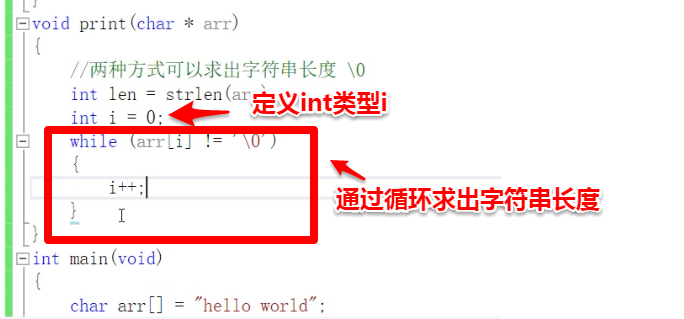 void print(char * arr)
{
//两种方式可以求出字符串长度 \0
int len = strlen(ar
定义int类型i
int i = 0;
while (arr[i] != '\0')
{
i++;
通过循环求出字符串长度
}
}
int main(void)
{
char arr[] = "hello world";